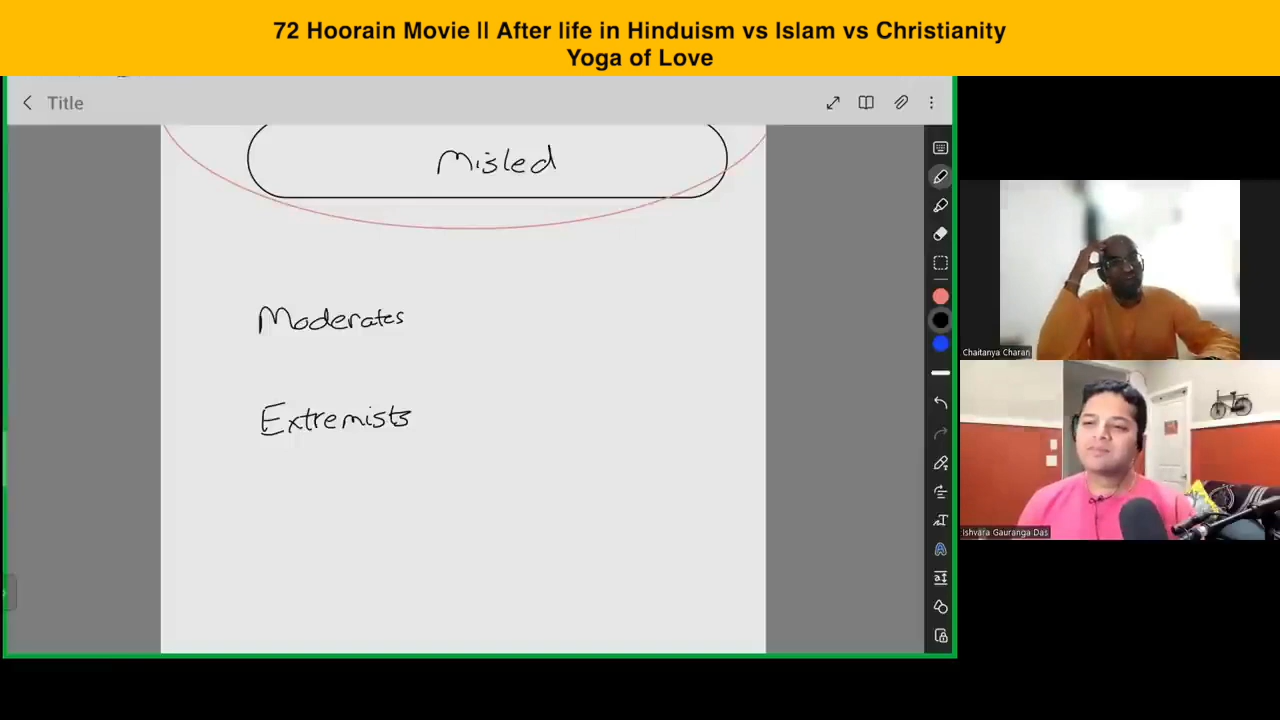 72 Hoorain Movie || After life in Hinduism vs Islam vs Christianity
Yoga of Love
Title
Misled
Moderates
Extremists
Chaitanya Charan
Ishvara Gauranga Das